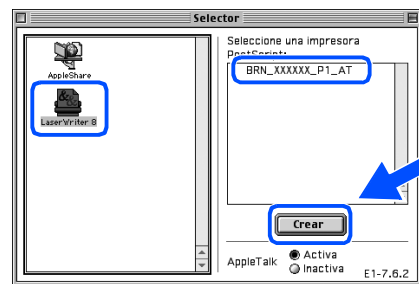 Selector
AppleShare
LaserWriter 8
Seleccione una impresora
PostScript:
BRN_XXXXXX_P1_AT
Crear
AppleTalk
Activa
Inactiva
E1-7.6.2